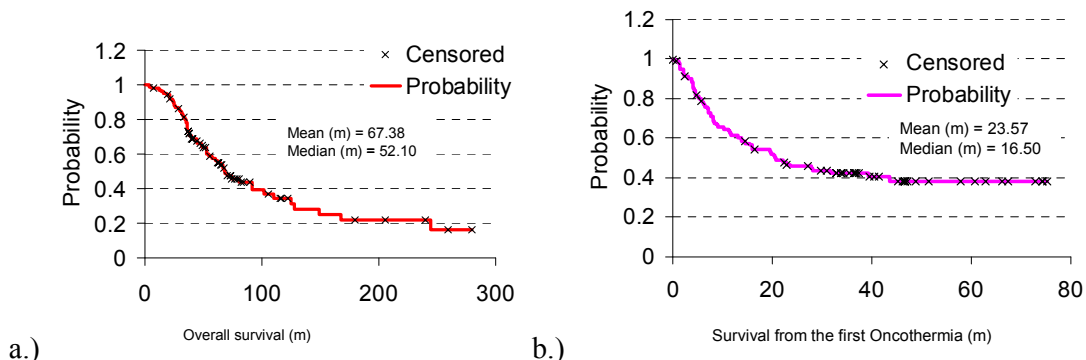 1.2
1
0.8
0.6
0.4
0.2
0
Probability
Censored
Probability
Mean (m) = 67.38
Median (m) = 52.10
0 100 200 300
Overall survival (m)
a.)
1.2
1
0.8
0.6
0.4
0.2
0
Probability
Censored
Probability
Mean (m) = 23.57
Median (m) = 16.50
0 20 40 60 80
Survival from the first Oncothermia (m)
b.)